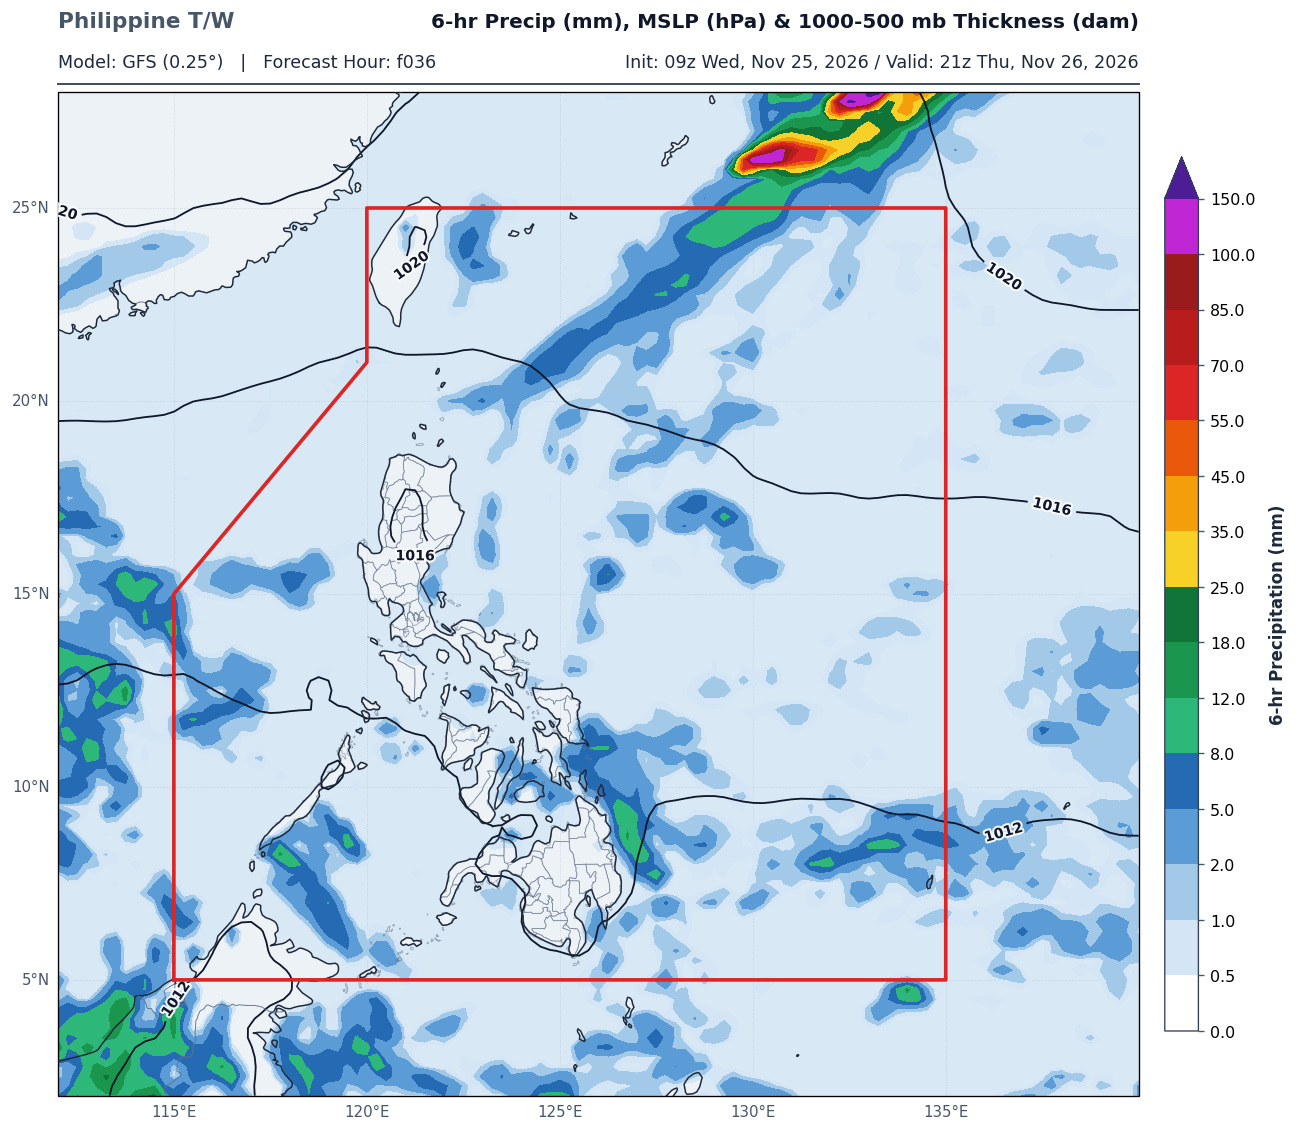 Philippine T/W
6-hr Precip (mm), MSLP (hPa) & 1000-500 mb Thickness (dam)
Model: GFS (0.25°)   |   Forecast Hour: f036
Init: 09z Wed, Nov 25, 2026 / Valid: 21z Thu, Nov 26, 2026
25°N
20°N
15°N
10°N
5°N
115°E
120°E
125°E
130°E
135°E
20
1020
1020
1016
1016
1012
1012
150.0
100.0
85.0
70.0
55.0
45.0
35.0
25.0
18.0
12.0
8.0
5.0
2.0
1.0
0.5
0.0
6-hr Precipitation (mm)